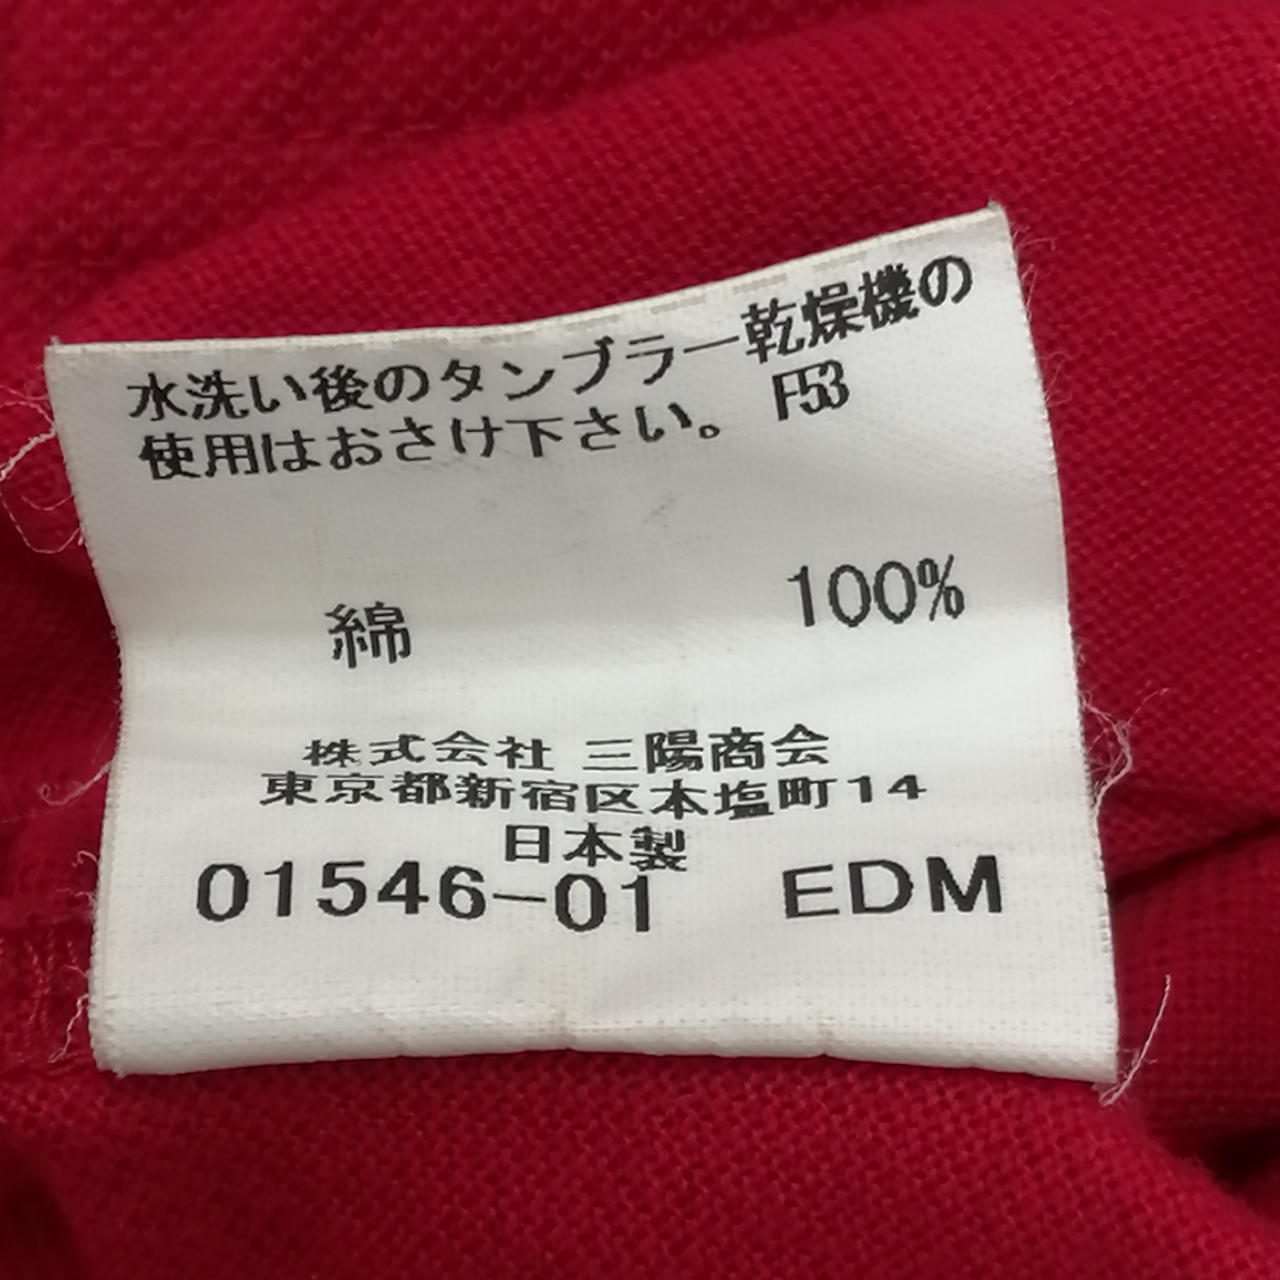 水洗い後のタンブラー乾燥機の
使用はおさけ下さい。 F53
綿 100%
株式会社 三陽商会
東京都新宿区本塩町14
日本製
01546-01 EDM